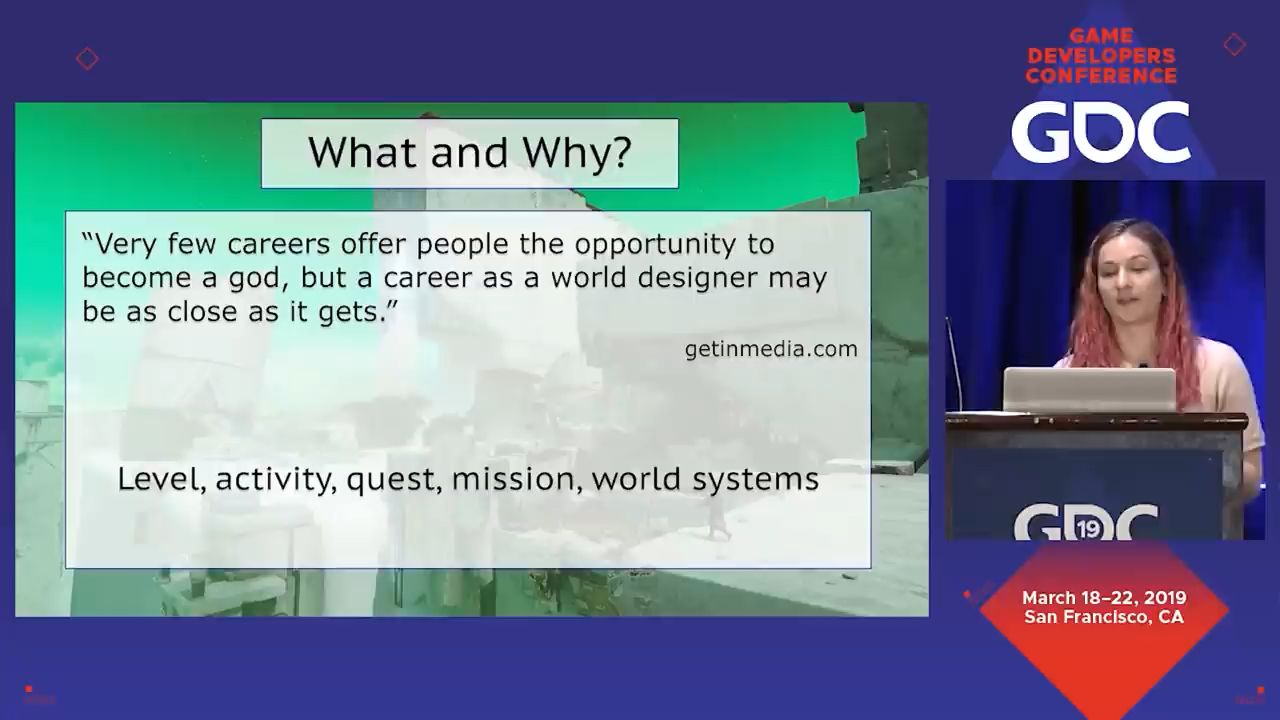 GAME
DEVELOPERS
CONFERENCE
GDC
What and Why?
“Very few careers offer people the opportunity to
become a god, but a career as a world designer may
be as close as it gets.”
getinmedia.com
Level, activity, quest, mission, world systems
GDC
19
March 18–22, 2019
San Francisco, CA